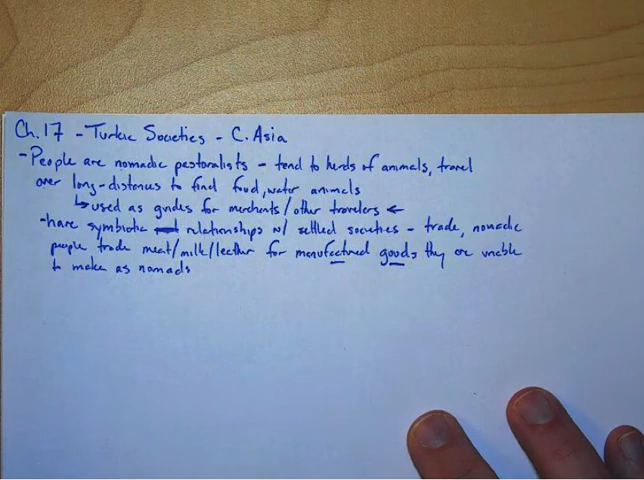 Ch. 17 - Turkic Societies - C. Asia
- People are nomadic pastoralists - tend to herds of animals, travel
over long-distances to find food, water animals
↳ used as guides for merchants/other travelers ←
- have symbiotic relationships w/ settled societies - trade, nomadic
people trade meat/milk/leather for manufactured goods they are unable
to make as nomads